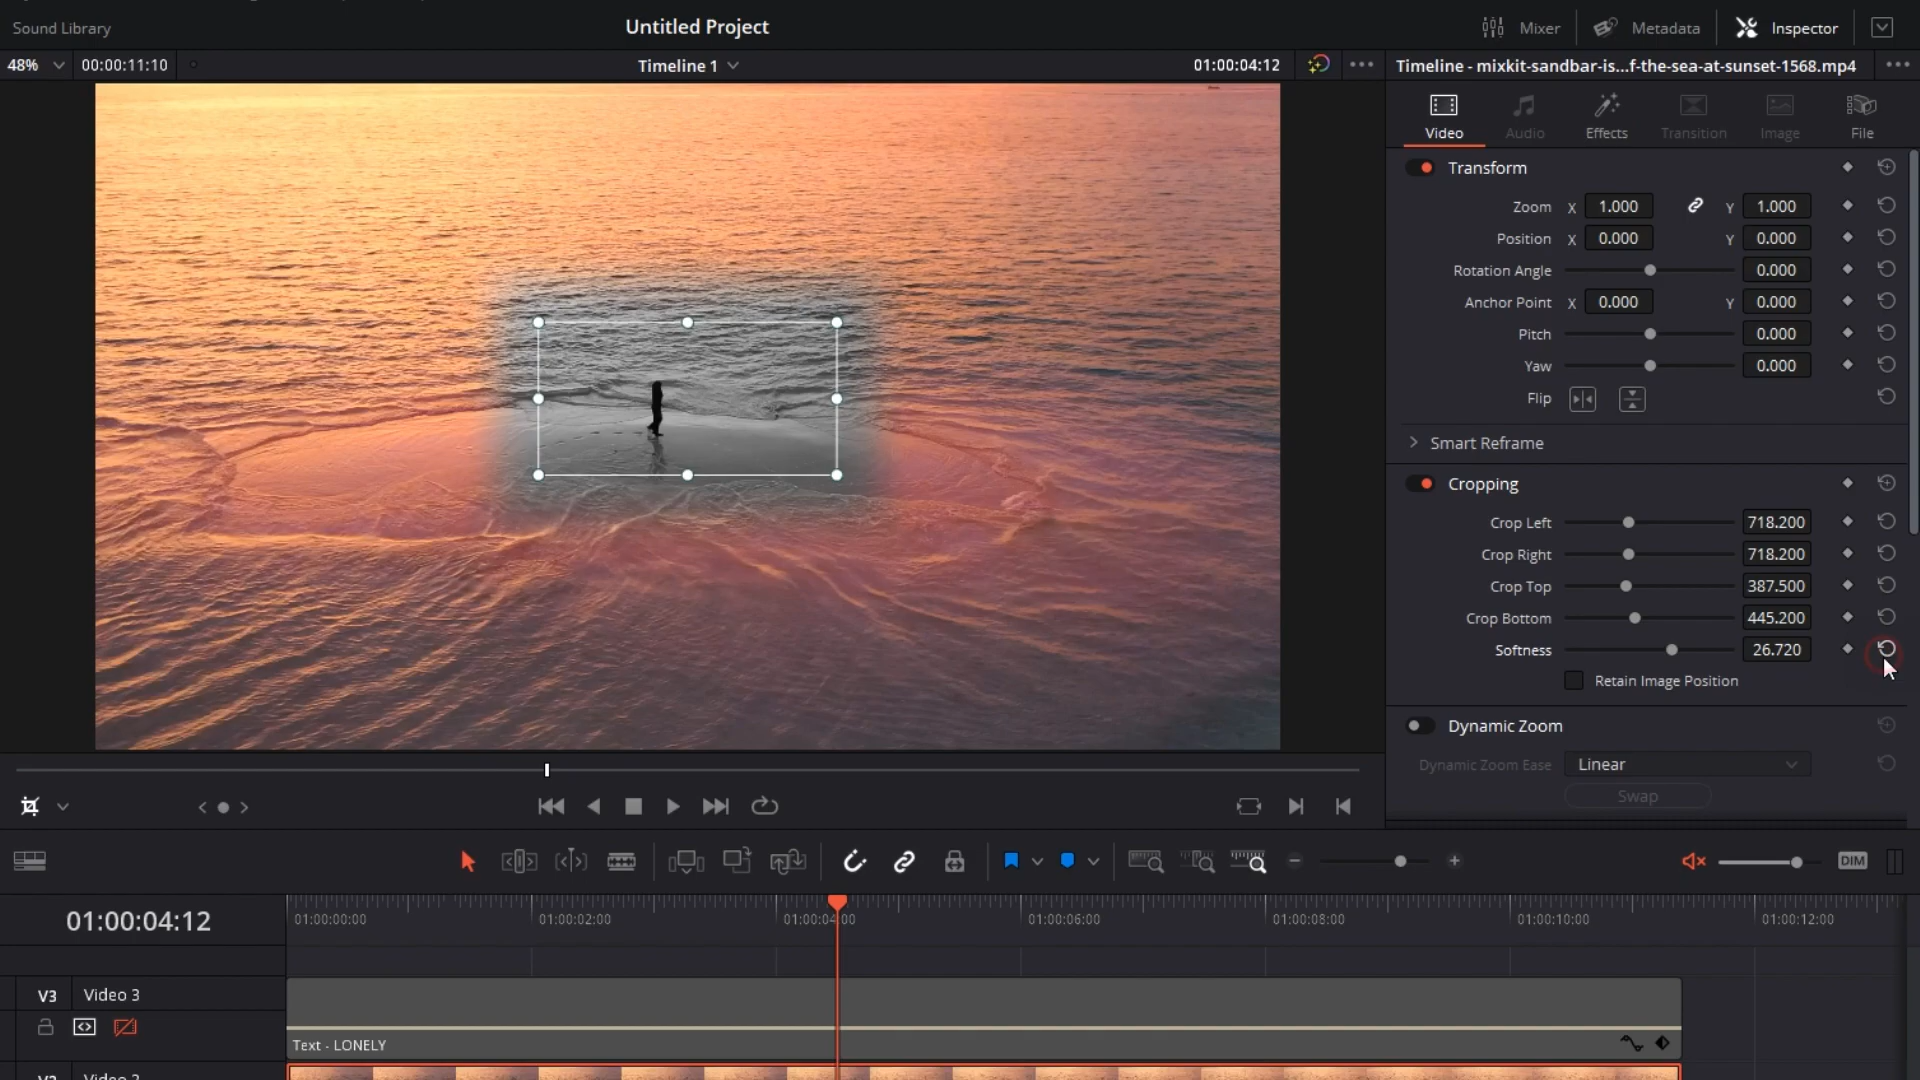 Sound Library
Untitled Project
Mixer
Metadata
Inspector
48%
00:00:11:10
Timeline 1
01:00:04:12
Timeline - mixkit-sandbar-is...f-the-sea-at-sunset-1568.mp4
Video
Audio
Effects
Transition
Image
File
Transform
Zoom X 1.000 Y 1.000
Position X 0.000 Y 0.000
Rotation Angle 0.000
Anchor Point X 0.000 Y 0.000
Pitch 0.000
Yaw 0.000
Flip
Smart Reframe
Cropping
Crop Left 718.200
Crop Right 718.200
Crop Top 387.500
Crop Bottom 445.200
Softness 26.720
Retain Image Position
Dynamic Zoom
Dynamic Zoom Ease Linear
Swap
DIM
01:00:04:12
01:00:00:00
01:00:02:00
01:00:04:00
01:00:06:00
01:00:08:00
01:00:10:00
01:00:12:00
V3 Video 3
Text - LONELY
V2 Video 2